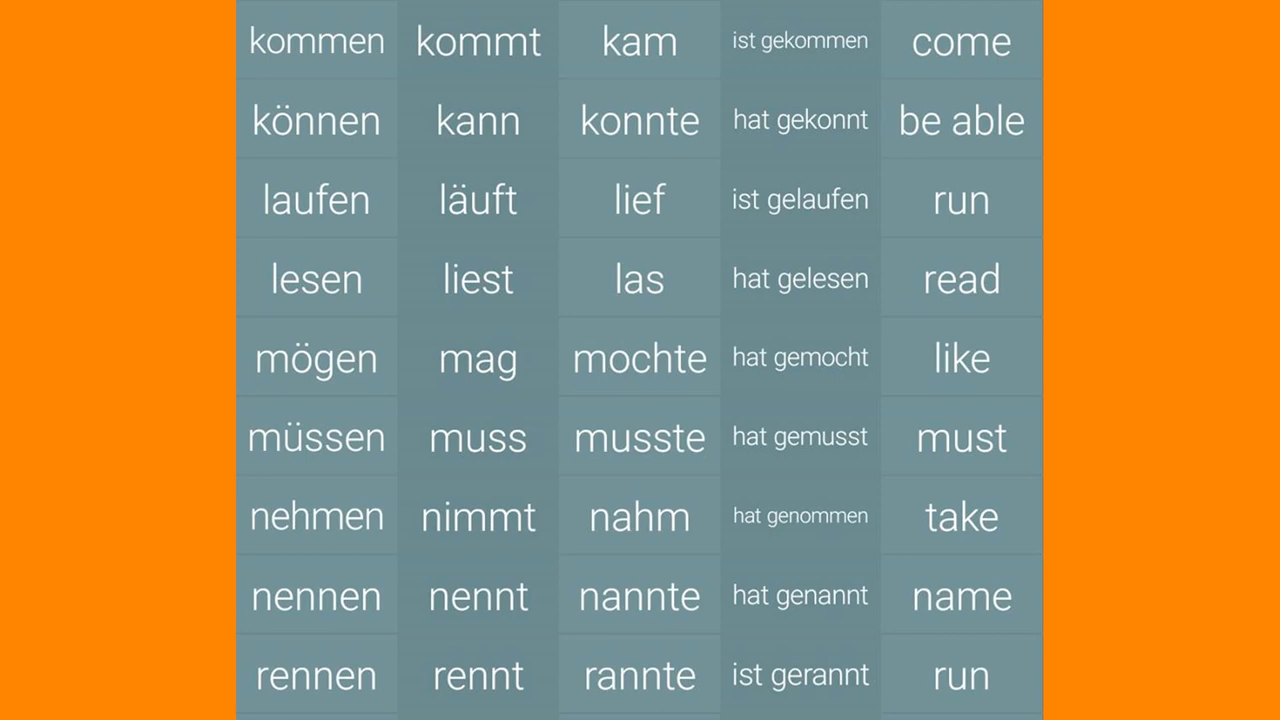 kommen kommt kam ist gekommen come
können kann konnte hat gekonnt be able
laufen läuft lief ist gelaufen run
lesen liest las hat gelesen read
mögen mag mochte hat gemocht like
müssen muss musste hat gemusst must
nehmen nimmt nahm hat genommen take
nennen nennt nannte hat genannt name
rennen rennt rannte ist gerannt run